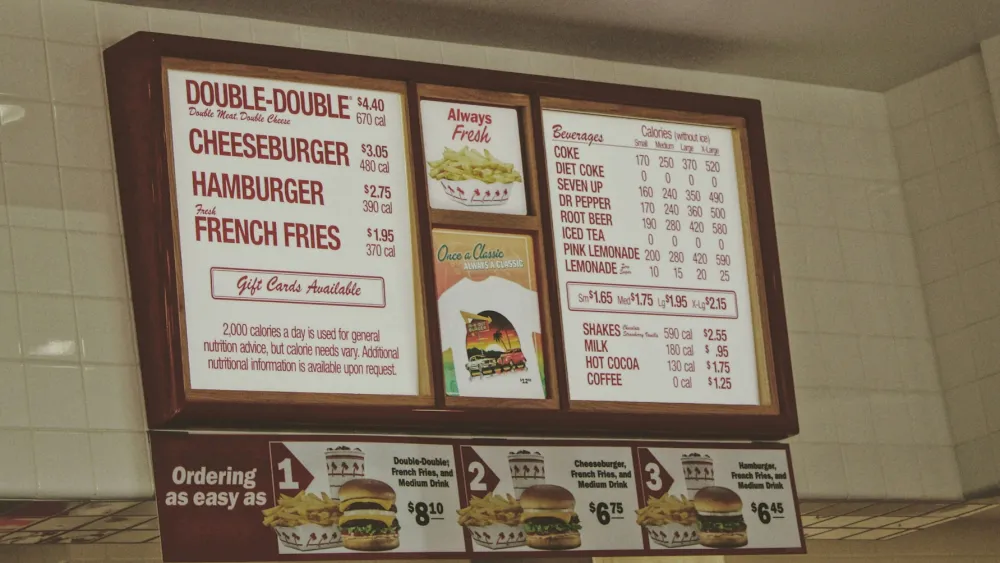 DOUBLE-DOUBLE® $4.40
Double Meat, Double Cheese 670 cal
CHEESEBURGER $3.05
480 cal
HAMBURGER $2.75
390 cal
Fresh
FRENCH FRIES $1.95
370 cal
Gift Cards Available
2,000 calories a day is used for general
nutrition advice, but calorie needs vary. Additional
nutritional information is available upon request.
Always
Fresh
Once a Classic
ALWAYS A CLASSIC
Beverages Calories (without ice)
Small Medium Large X-Large
COKE 170 250 370 520
DIET COKE 0 0 0 0
SEVEN UP 160 240 350 490
DR PEPPER 170 240 360 500
ROOT BEER 190 280 420 580
ICED TEA 0 0 0 0
PINK LEMONADE 200 280 420 590
LEMONADE 10 15 20 25
Sm $1.65 Med $1.75 Lg $1.95 X-Lg $2.15
SHAKES Chocolate Strawberry Vanilla 590 cal $2.55
MILK 180 cal $ .95
HOT COCOA 130 cal $1.75
COFFEE 0 cal $1.25
Ordering
as easy as
1
Double-Double,
French Fries, and
Medium Drink
$810
2
Cheeseburger,
French Fries, and
Medium Drink
$675
3
Hamburger,
French Fries, and
Medium Drink
$645